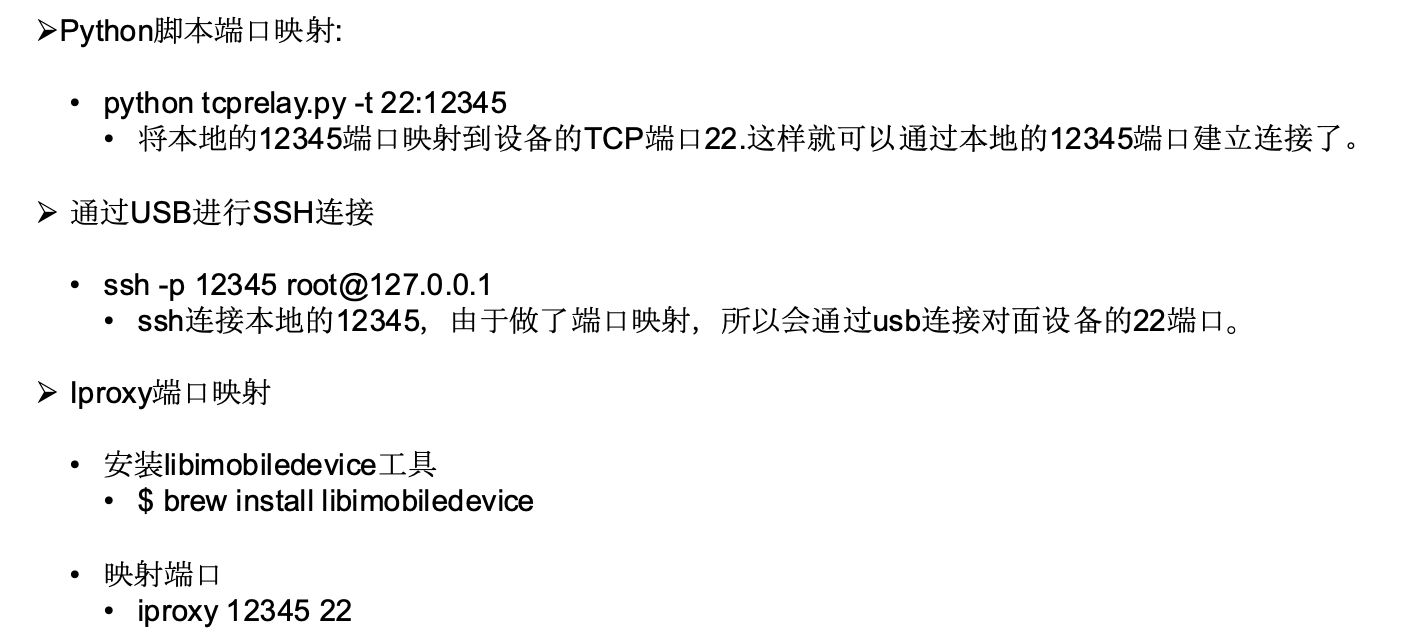 ➢Python脚本端口映射:
• python tcprelay.py -t 22:12345
• 将本地的12345端口映射到设备的TCP端口22.这样就可以通过本地的12345端口建立连接了。
➢ 通过USB进行SSH连接
• ssh -p 12345 root@127.0.0.1
• ssh连接本地的12345，由于做了端口映射，所以会通过usb连接对面设备的22端口。
➢ Iproxy端口映射
• 安装libimobiledevice工具
• $ brew install libimobiledevice
• 映射端口
• iproxy 12345 22